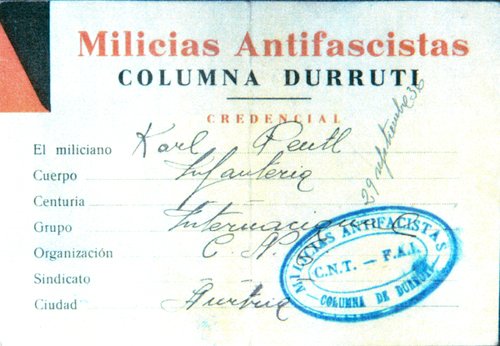 Milicias Antifascistas
COLUMNA DURRUTI
CREDENCIAL
El miliciano Karl
Cuerpo Infanteria
Centuria
Grupo Internacional
Organización C. N.
Sindicato
Ciudad
29 septiembre 36
MILICIAS ANTIFACISTAS
C.N.T. — F.A.I.
COLUMNA DE DURRUTI